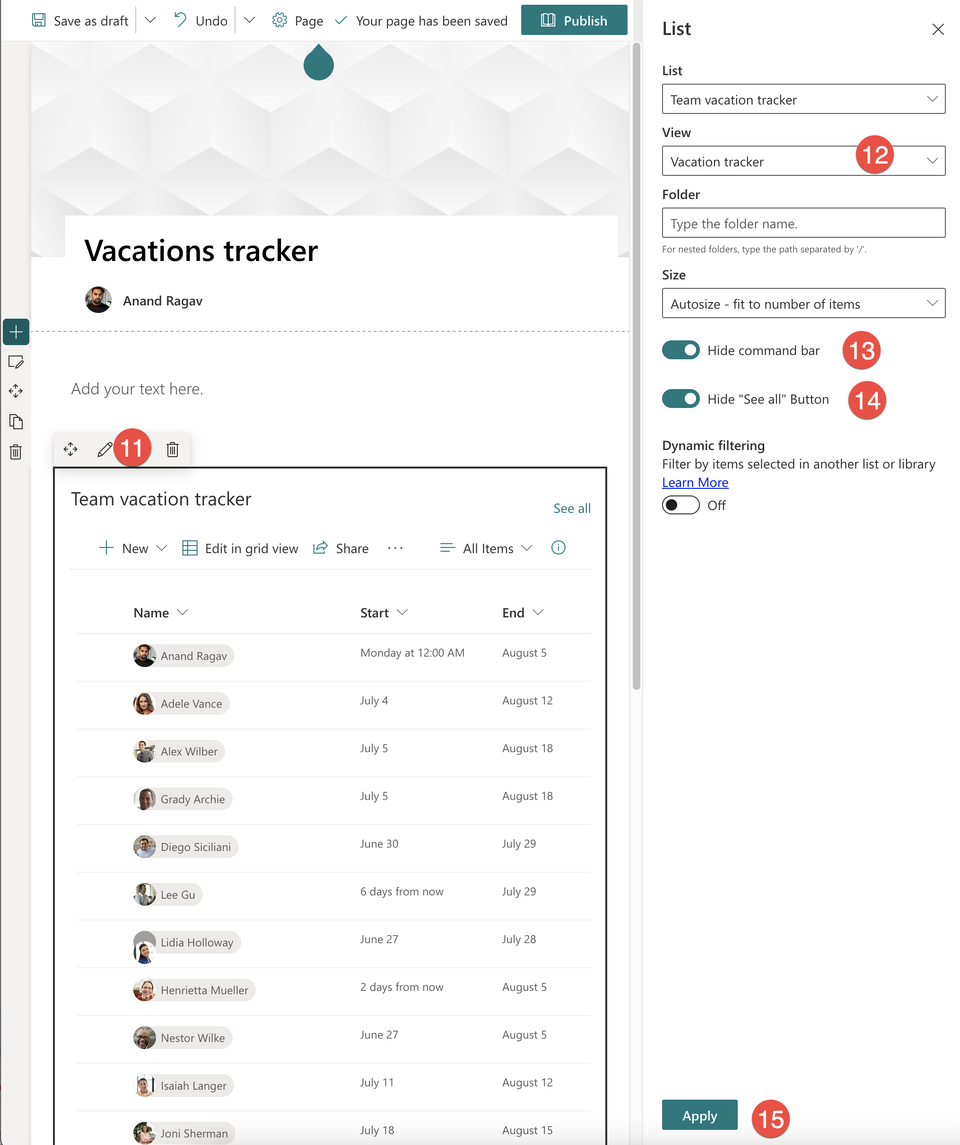 Save as draft Undo Page Your page has been saved Publish
Vacations tracker
Anand Ragav
Add your text here.
11
Team vacation tracker
See all
New Edit in grid view Share ··· All Items
Name Start End
Anand Ragav Monday at 12:00 AM August 5
Adele Vance July 4 August 12
Alex Wilber July 5 August 18
Grady Archie July 5 August 18
Diego Siciliani June 30 July 29
Lee Gu 6 days from now July 29
Lidia Holloway June 27 July 28
Henrietta Mueller 2 days from now August 5
Nestor Wilke June 27 August 5
Isaiah Langer July 11 August 12
Joni Sherman July 18 August 15
List
List
Team vacation tracker
View
Vacation tracker 12
Folder
Type the folder name.
For nested folders, type the path separated by '/'.
Size
Autosize - fit to number of items
Hide command bar 13
Hide "See all" Button 14
Dynamic filtering
Filter by items selected in another list or library
Learn More
Off
Apply 15